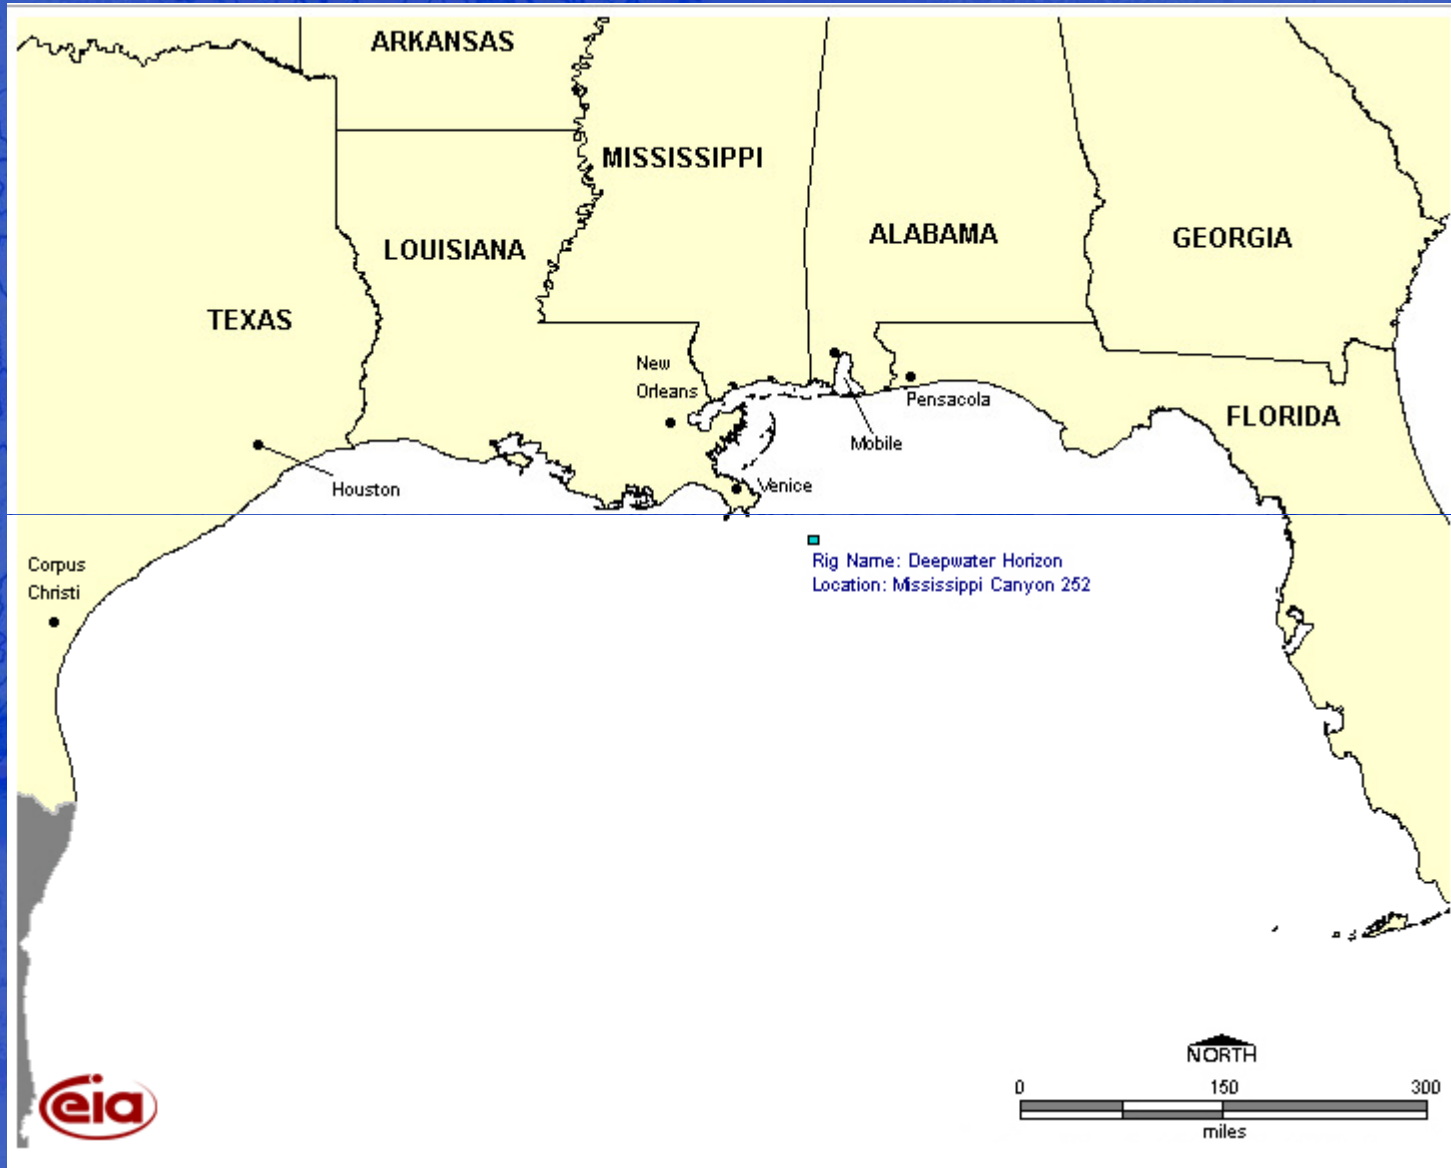 ARKANSAS
MISSISSIPPI
ALABAMA
GEORGIA
LOUISIANA
TEXAS
New
Orleans
Pensacola
FLORIDA
Mobile
Houston
Venice
Rig Name: Deepwater Horizon
Location: Mississippi Canyon 252
Corpus
Christi
NORTH
0 150 300
miles
eia